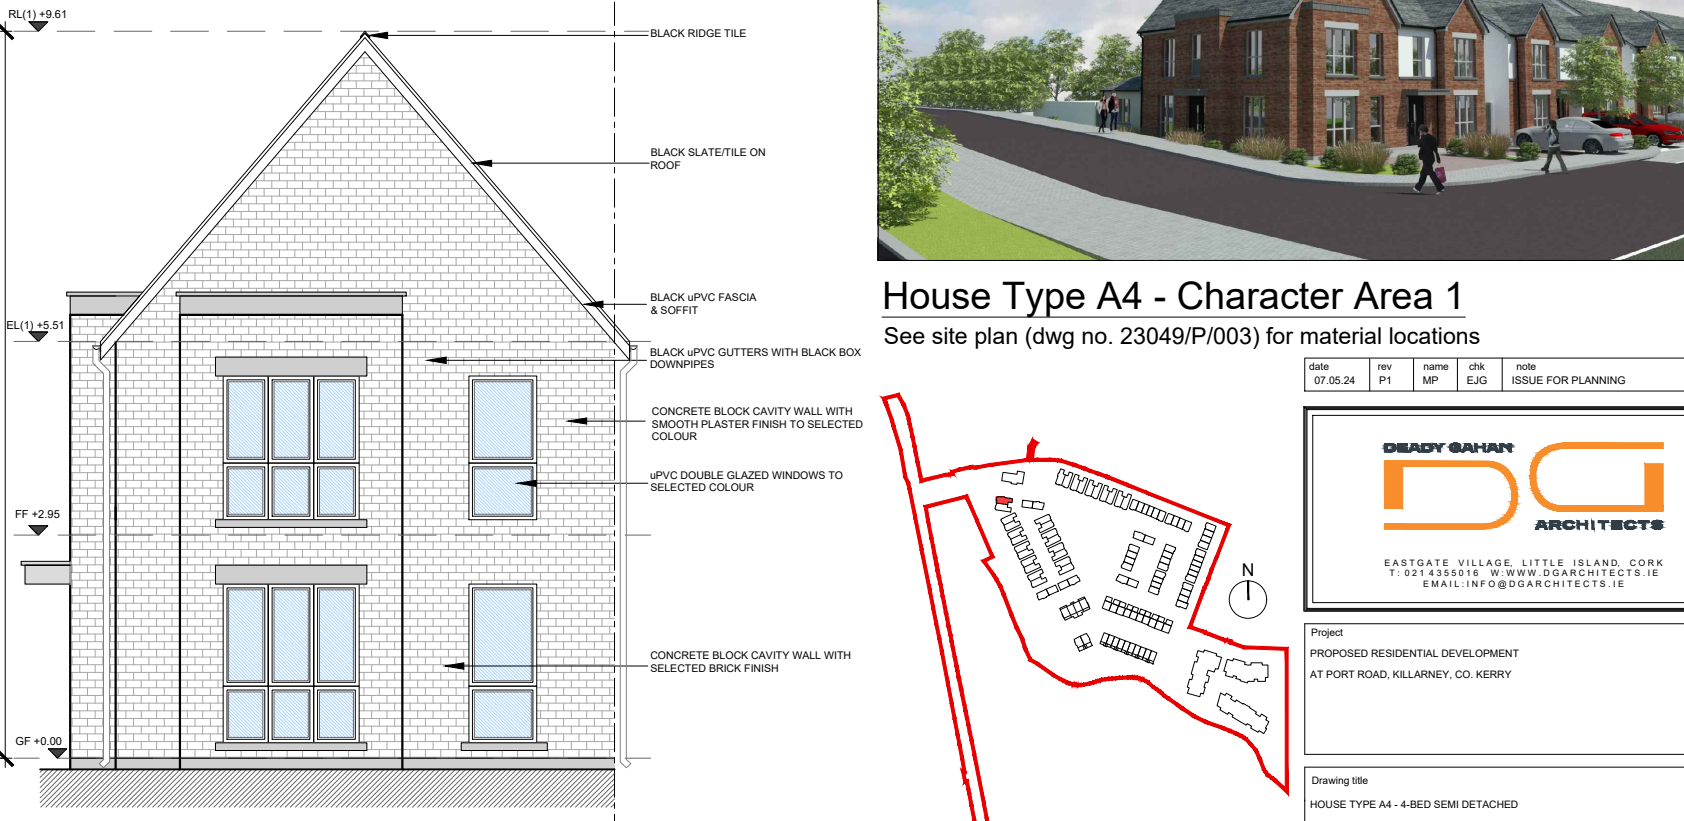 RL(1) +9.61
BLACK RIDGE TILE
BLACK SLATE/TILE ON
ROOF
BLACK uPVC FASCIA
& SOFFIT
EL(1) +5.51
BLACK uPVC GUTTERS WITH BLACK BOX
DOWNPIPES
CONCRETE BLOCK CAVITY WALL WITH
SMOOTH PLASTER FINISH TO SELECTED
COLOUR
uPVC DOUBLE GLAZED WINDOWS TO
SELECTED COLOUR
FF +2.95
CONCRETE BLOCK CAVITY WALL WITH
SELECTED BRICK FINISH
GF +0.00
House Type A4 - Character Area 1
See site plan (dwg no. 23049/P/003) for material locations
date rev name chk note
07.05.24 P1 MP EJG ISSUE FOR PLANNING
N
DEADY GAHAN
ARCHITECTS
EASTGATE VILLAGE, LITTLE ISLAND, CORK
T: 021 4355016 W:WWW.DGARCHITECTS.IE
EMAIL:INFO@DGARCHITECTS.IE
Project
PROPOSED RESIDENTIAL DEVELOPMENT
AT PORT ROAD, KILLARNEY, CO. KERRY
Drawing title
HOUSE TYPE A4 - 4-BED SEMI DETACHED